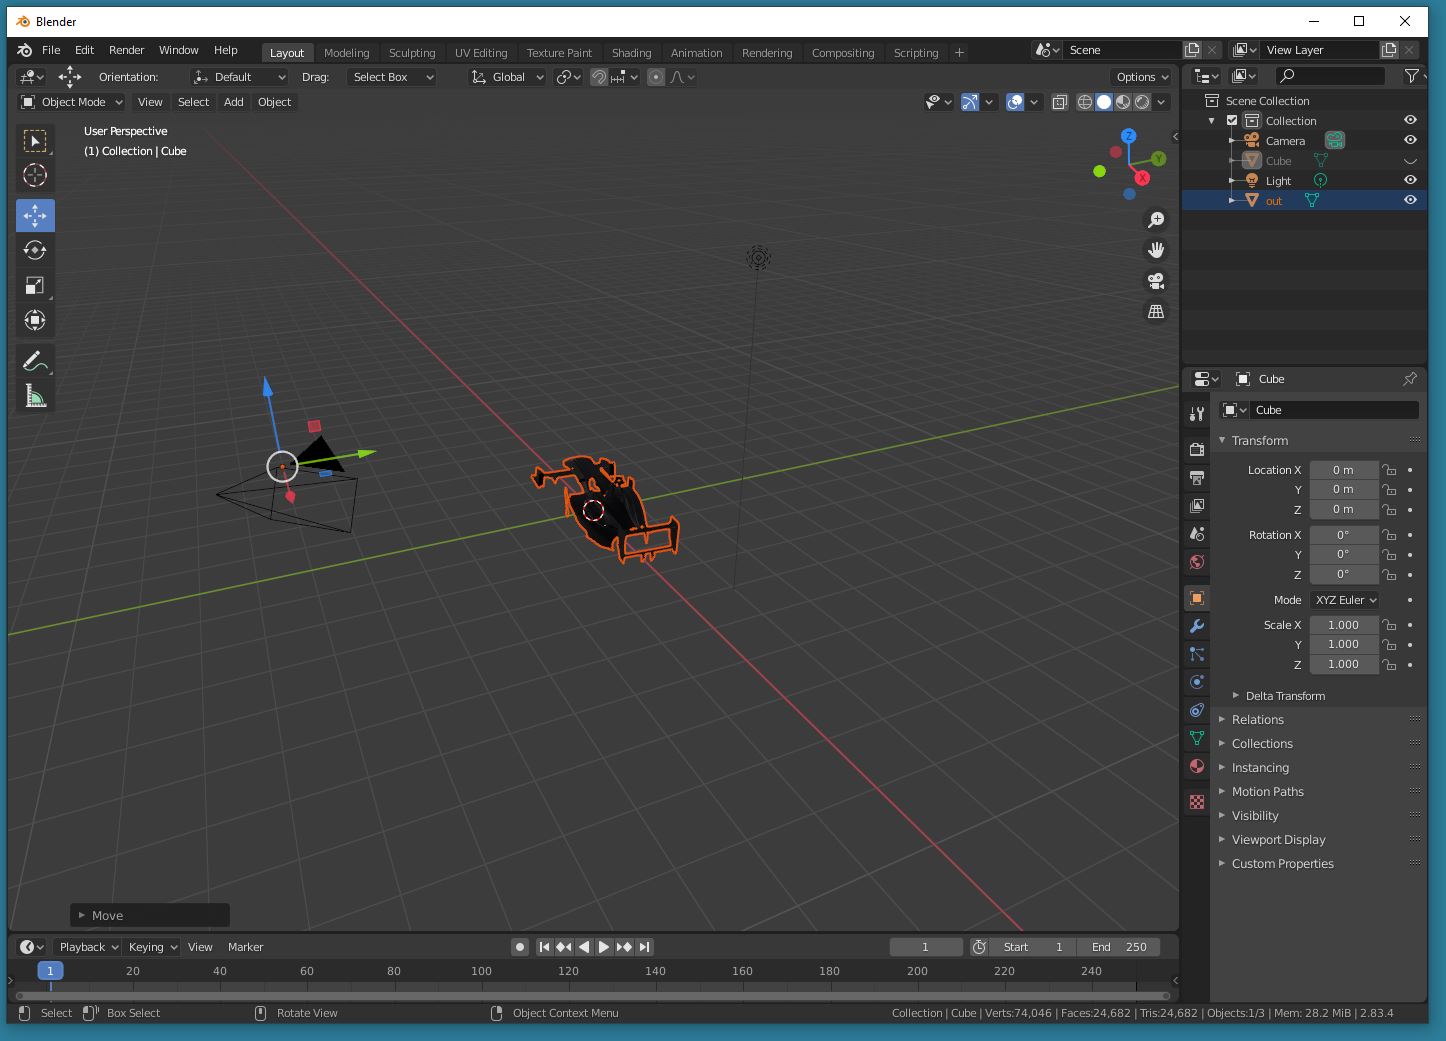 Blender
File Edit Render Window Help Layout Modeling Sculpting UV Editing Texture Paint Shading Animation Rendering Compositing Scripting + Scene View Layer
Orientation: Default Drag: Select Box Global Options
Object Mode View Select Add Object
User Perspective
(1) Collection | Cube
Z
Y
X
Scene Collection
Collection
Camera
Cube
Light
out
Cube
Cube
Transform
Location X 0 m
Y 0 m
Z 0 m
Rotation X 0°
Y 0°
Z 0°
Mode XYZ Euler
Scale X 1.000
Y 1.000
Z 1.000
Delta Transform
Relations
Collections
Instancing
Motion Paths
Visibility
Viewport Display
Custom Properties
Move
Playback Keying View Marker 1 Start 1 End 250
1 20 40 60 80 100 120 140 160 180 200 220 240
Select Box Select Rotate View Object Context Menu Collection | Cube | Verts:74,046 | Faces:24,682 | Tris:24,682 | Objects:1/3 | Mem: 28.2 MiB | 2.83.4